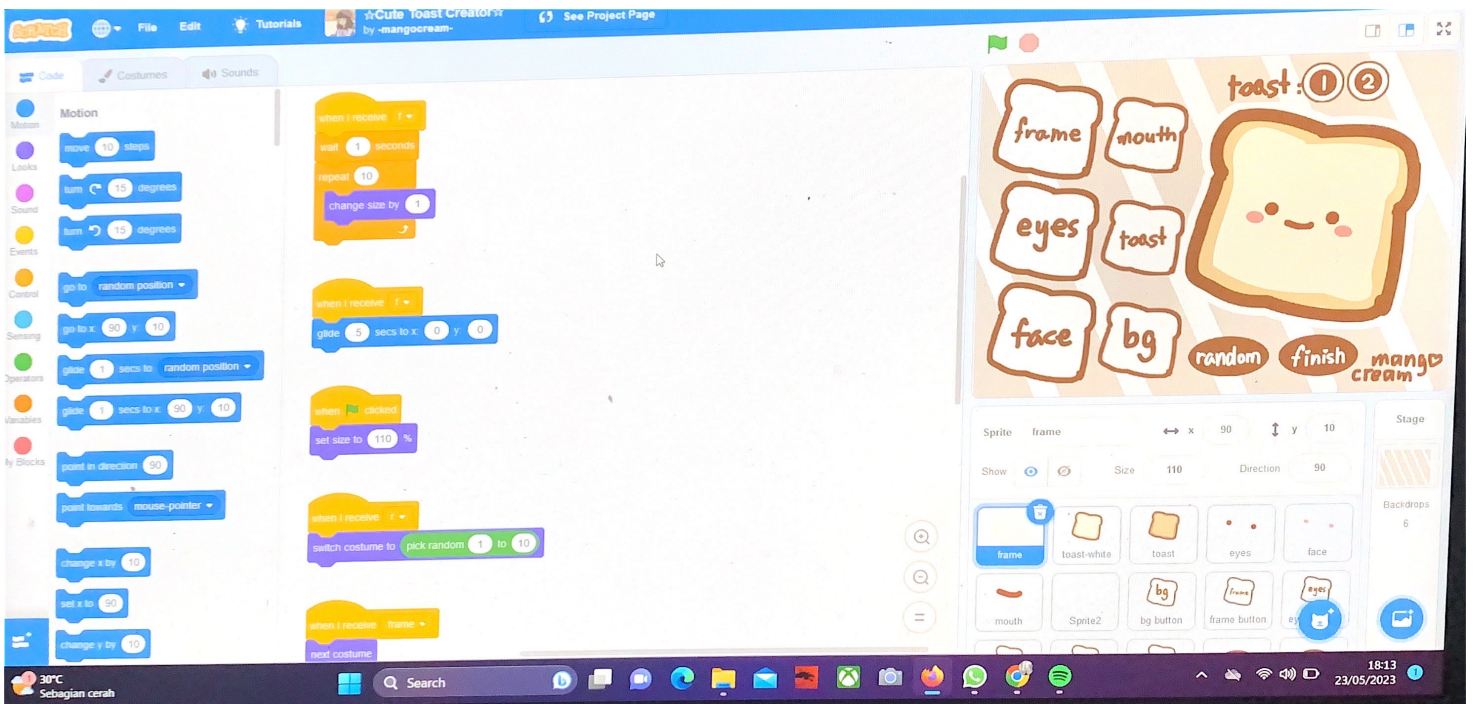 SCRATCH
File
Edit
Tutorials
☆Cute Toast Creator☆
by -mangocream-
See Project Page
Code
Costumes
Sounds
Motion
Looks
Sound
Events
Control
Sensing
Operators
Variables
My Blocks
Motion
move 10 steps
turn 15 degrees
turn 15 degrees
go to random position
go to x: 90 y: 10
glide 1 secs to random position
glide 1 secs to x: 90 y: 10
point in direction 90
point towards mouse-pointer
change x by 10
set x to 90
change y by 10
when I receive f
wait 1 seconds
repeat 10
change size by 1
when I receive f
glide 5 secs to x: 0 y: 0
when clicked
set size to 110 %
when I receive r
switch costume to pick random 1 to 10
when I receive frame
next costume
toast: 1 2
frame
mouth
eyes
toast
face
bg
random
finish
mango
cream
Sprite frame
x 90 y 10
Show Size 110 Direction 90
Stage
Backdrops
6
frame
toast-white
toast
eyes
face
bg
frame
eyes
mouth
Sprite2
bg button
frame button
30°C
Sebagian cerah
Search
18:13
23/05/2023